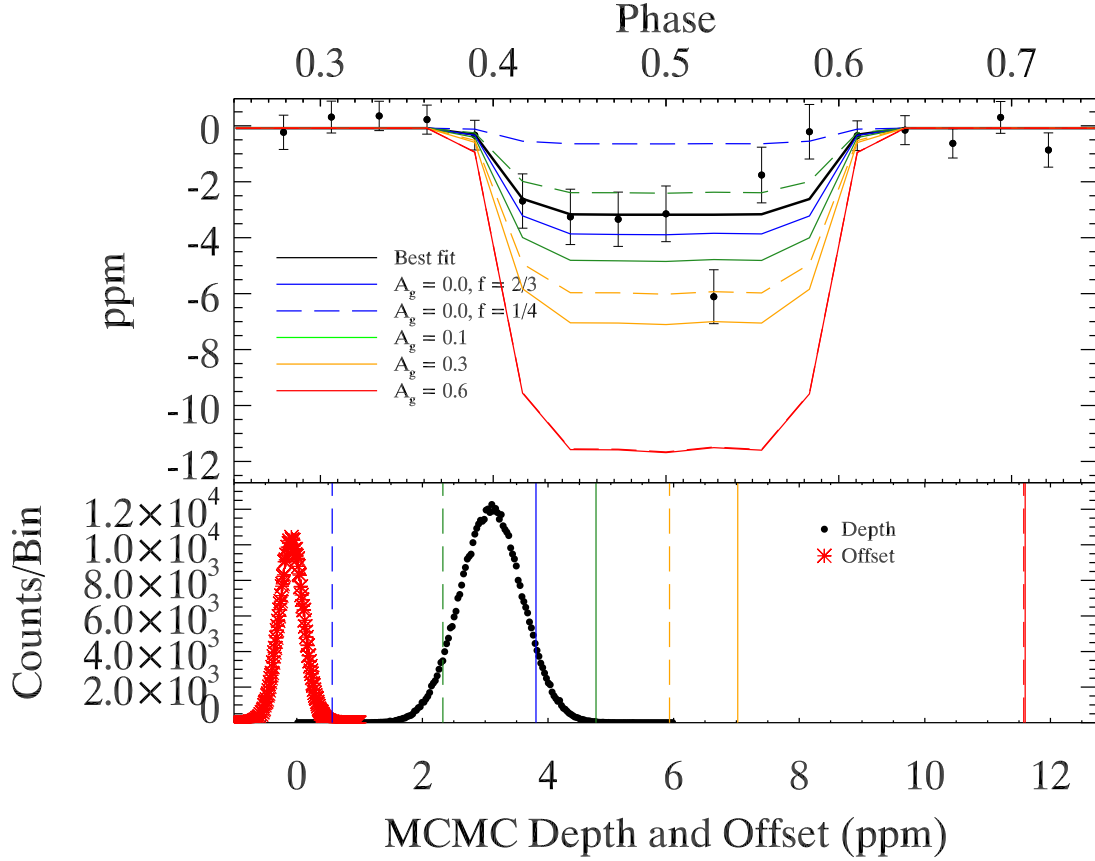 Phase
0.3 0.4 0.5 0.6 0.7
ppm
0
-2
-4
-6
-8
-10
-12
Best fit
A_g = 0.0, f = 2/3
A_g = 0.0, f = 1/4
A_g = 0.1
A_g = 0.3
A_g = 0.6
Counts/Bin
1.2×10^4
1.0×10^4
8.0×10^3
6.0×10^3
4.0×10^3
2.0×10^3
0
Depth
Offset
0 2 4 6 8 10 12
MCMC Depth and Offset (ppm)